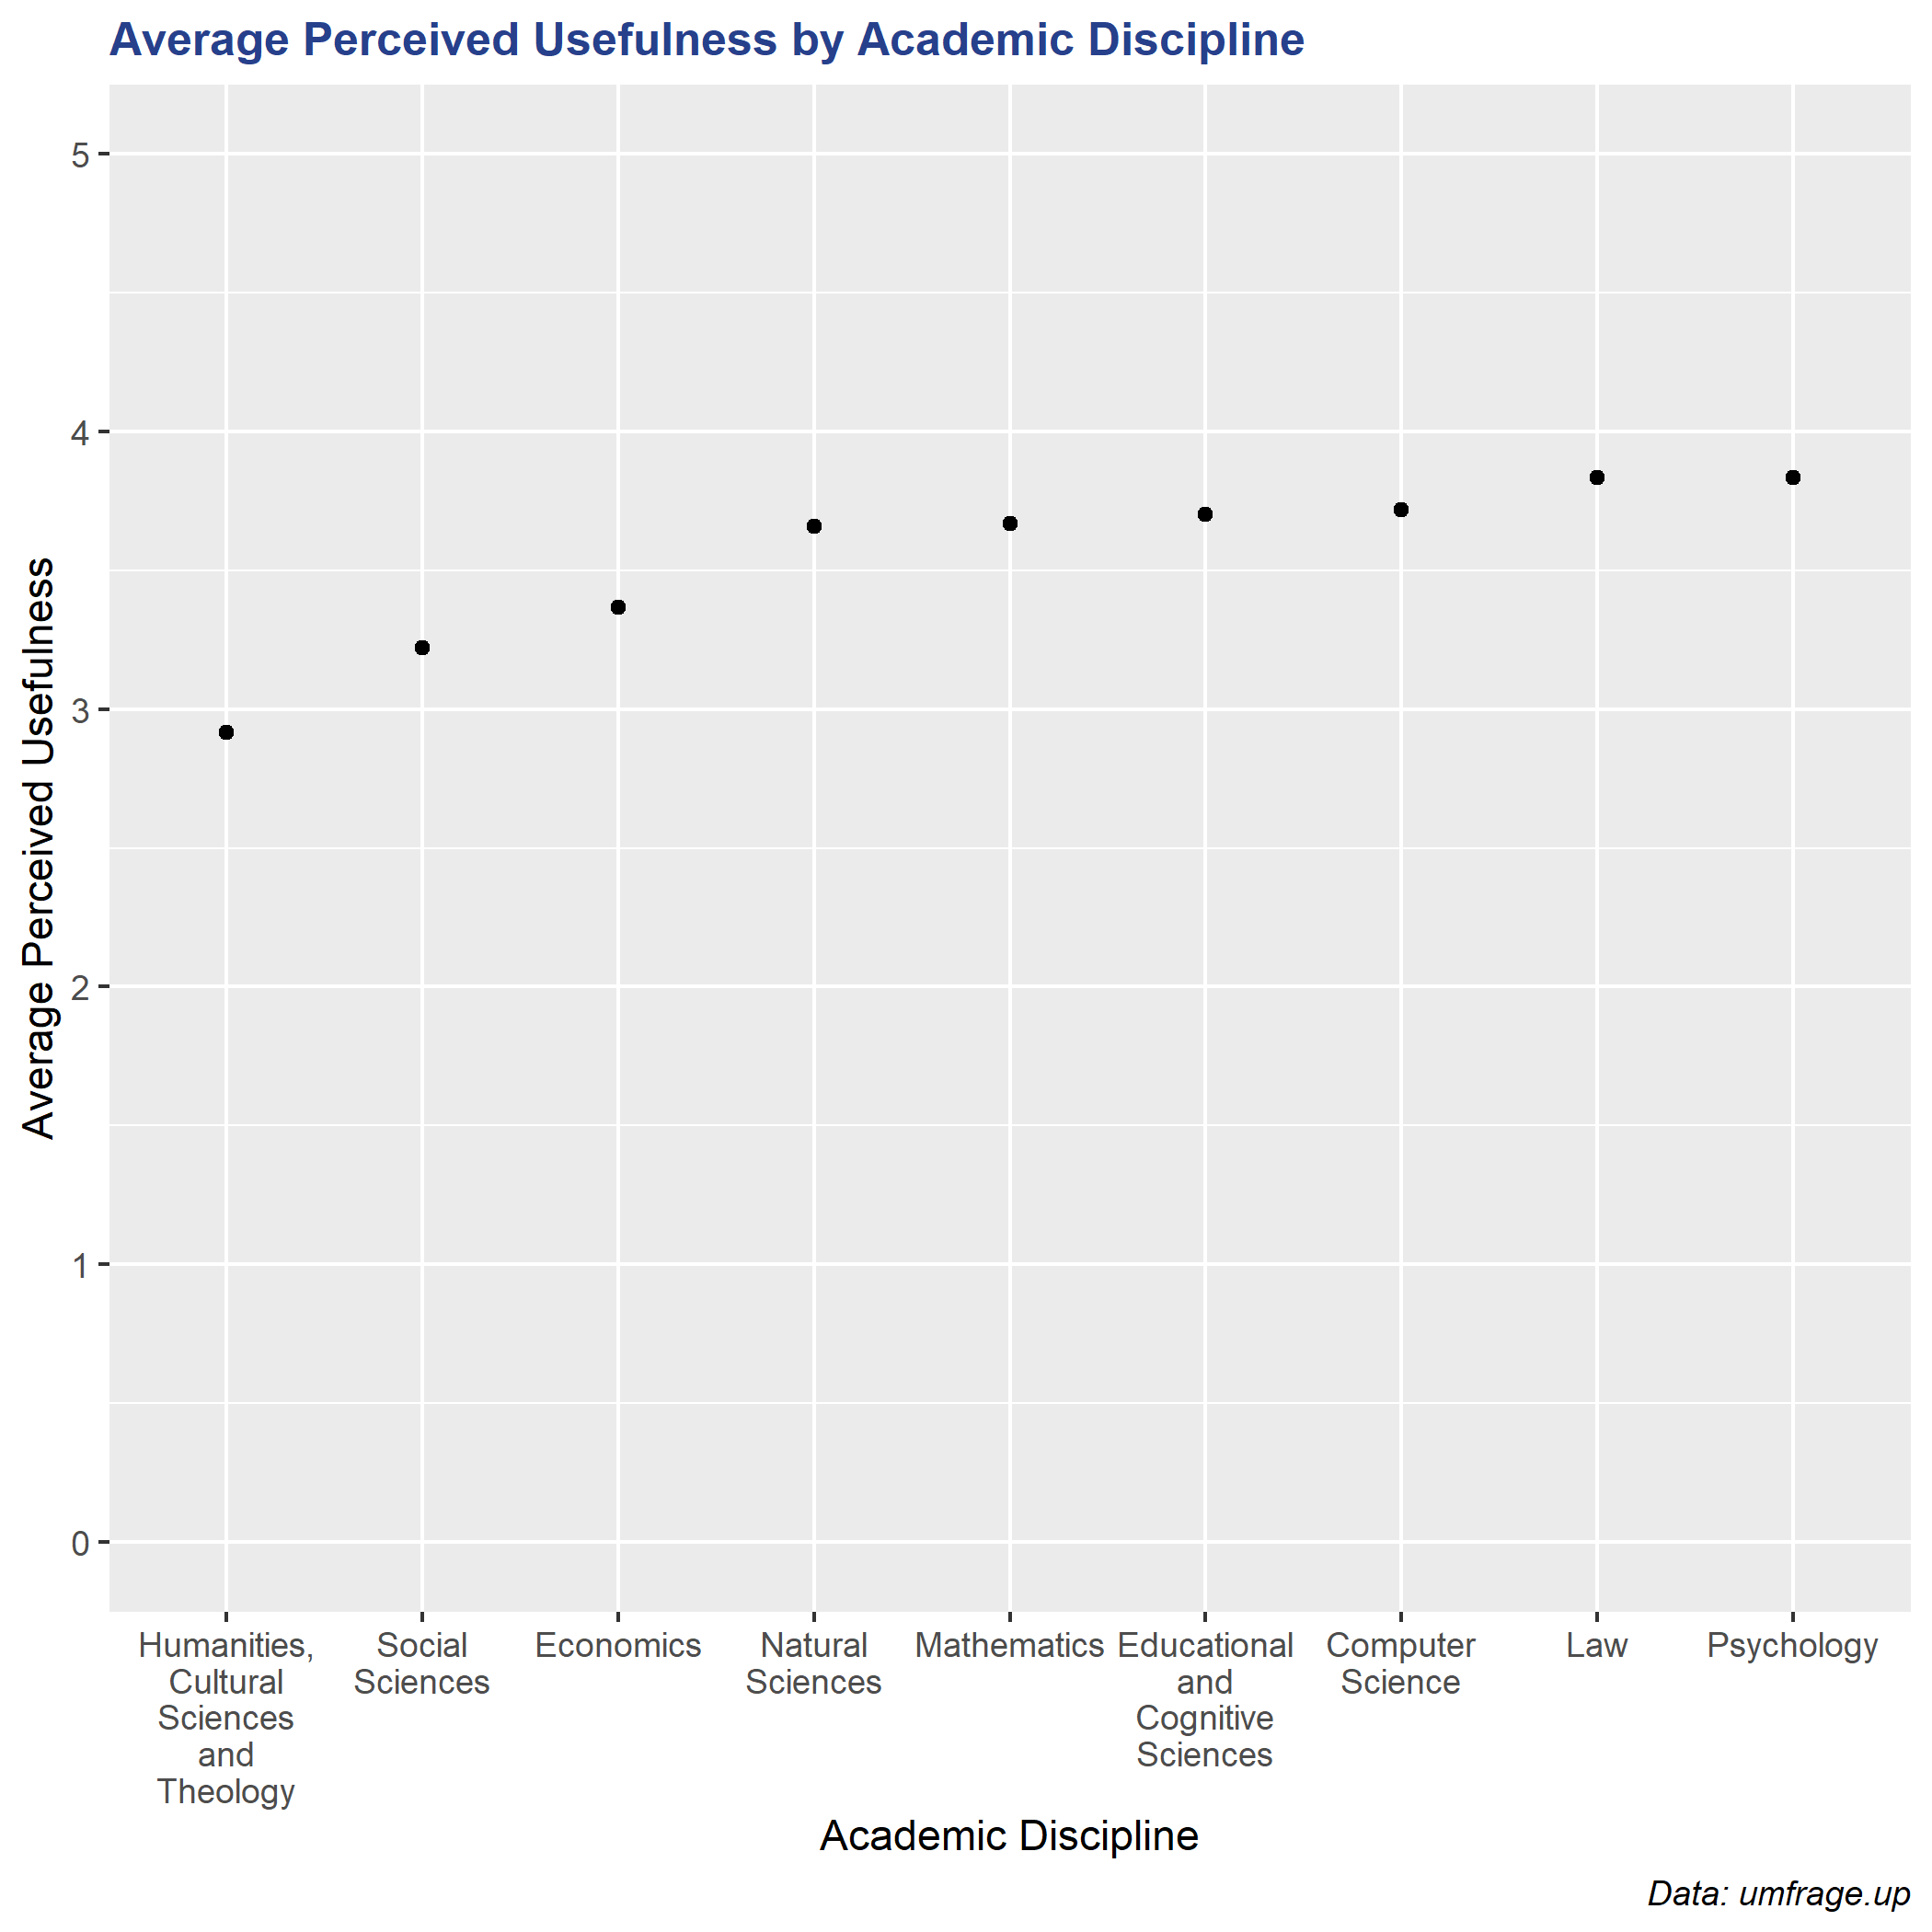 Average Perceived Usefulness by Academic Discipline
Average Perceived Usefulness
5
4
3
2
1
0
Humanities,
Cultural
Sciences
and
Theology
Social
Sciences
Economics
Natural
Sciences
Mathematics
Educational
and
Cognitive
Sciences
Computer
Science
Law
Psychology
Academic Discipline
Data: umfrage.up